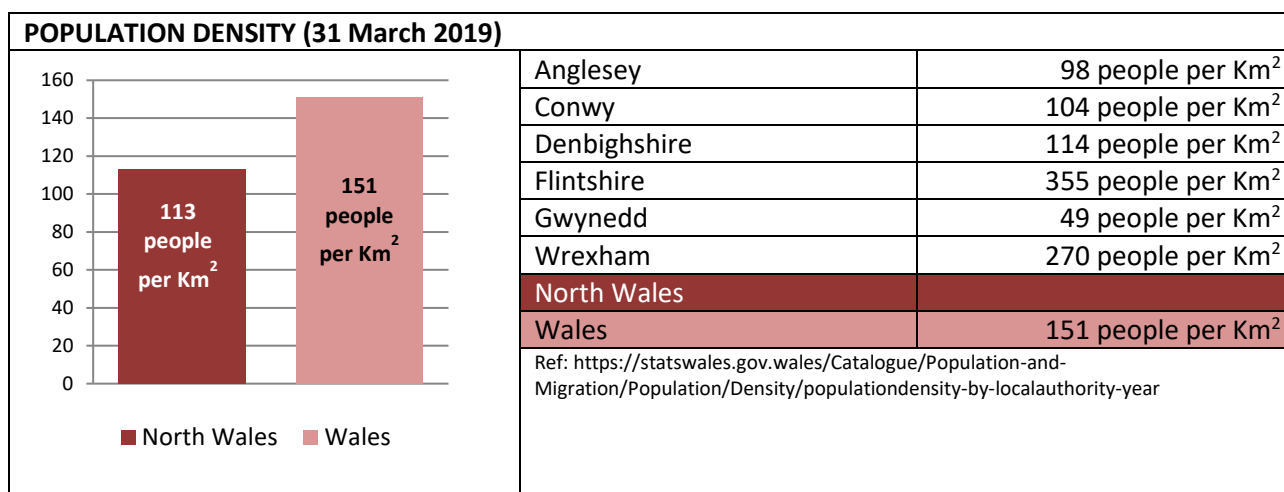 POPULATION DENSITY (31 March 2019)
160
140
120
100
80
60
40
20
0
113
people
per Km²
151
people
per Km²
North Wales Wales
Anglesey 98 people per Km²
Conwy 104 people per Km²
Denbighshire 114 people per Km²
Flintshire 355 people per Km²
Gwynedd 49 people per Km²
Wrexham 270 people per Km²
North Wales
Wales 151 people per Km²
Ref: https://statswales.gov.wales/Catalogue/Population-and-
Migration/Population/Density/populationdensity-by-localauthority-year